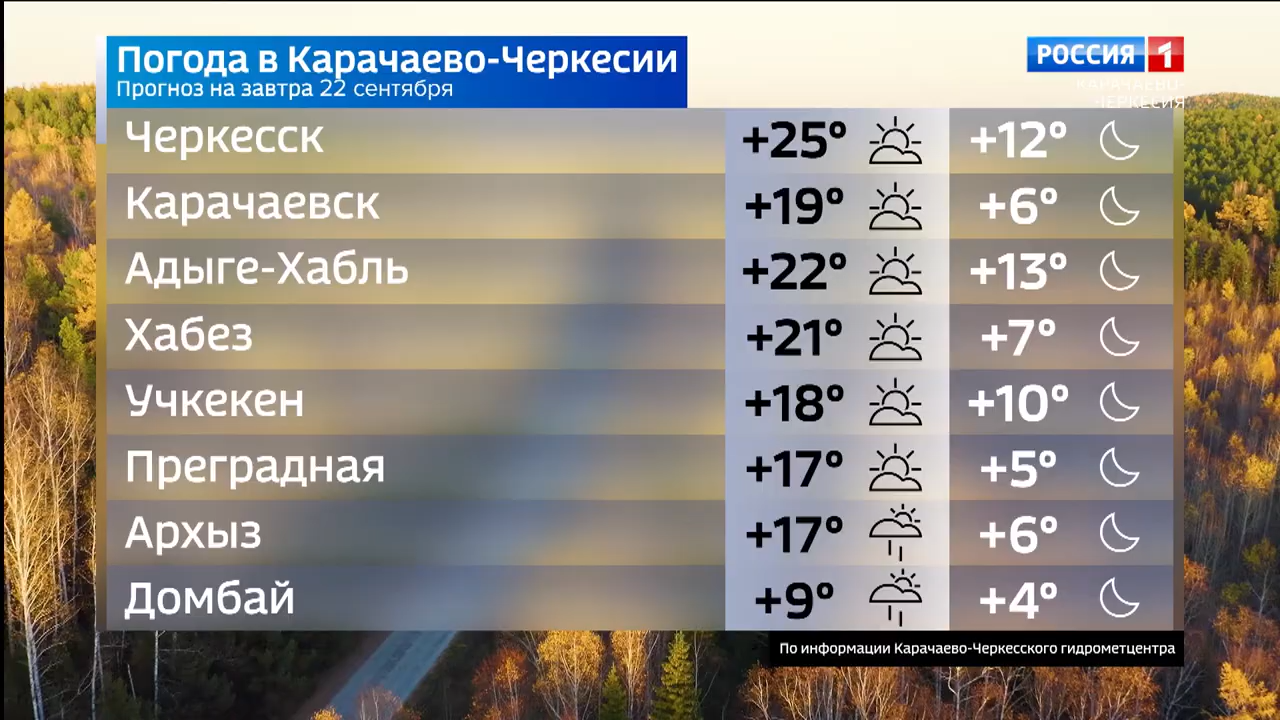 Погода в Карачаево-Черкесии
Прогноз на завтра 22 сентября
РОССИЯ 1
КАРАЧАЕВО-
ЧЕРКЕСИЯ
Черкесск +25° +12°
Карачаевск +19° +6°
Адыге-Хабль +22° +13°
Хабез +21° +7°
Учкекен +18° +10°
Преградная +17° +5°
Архыз +17° +6°
Домбай +9° +4°
По информации Карачаево-Черкесского гидрометцентра